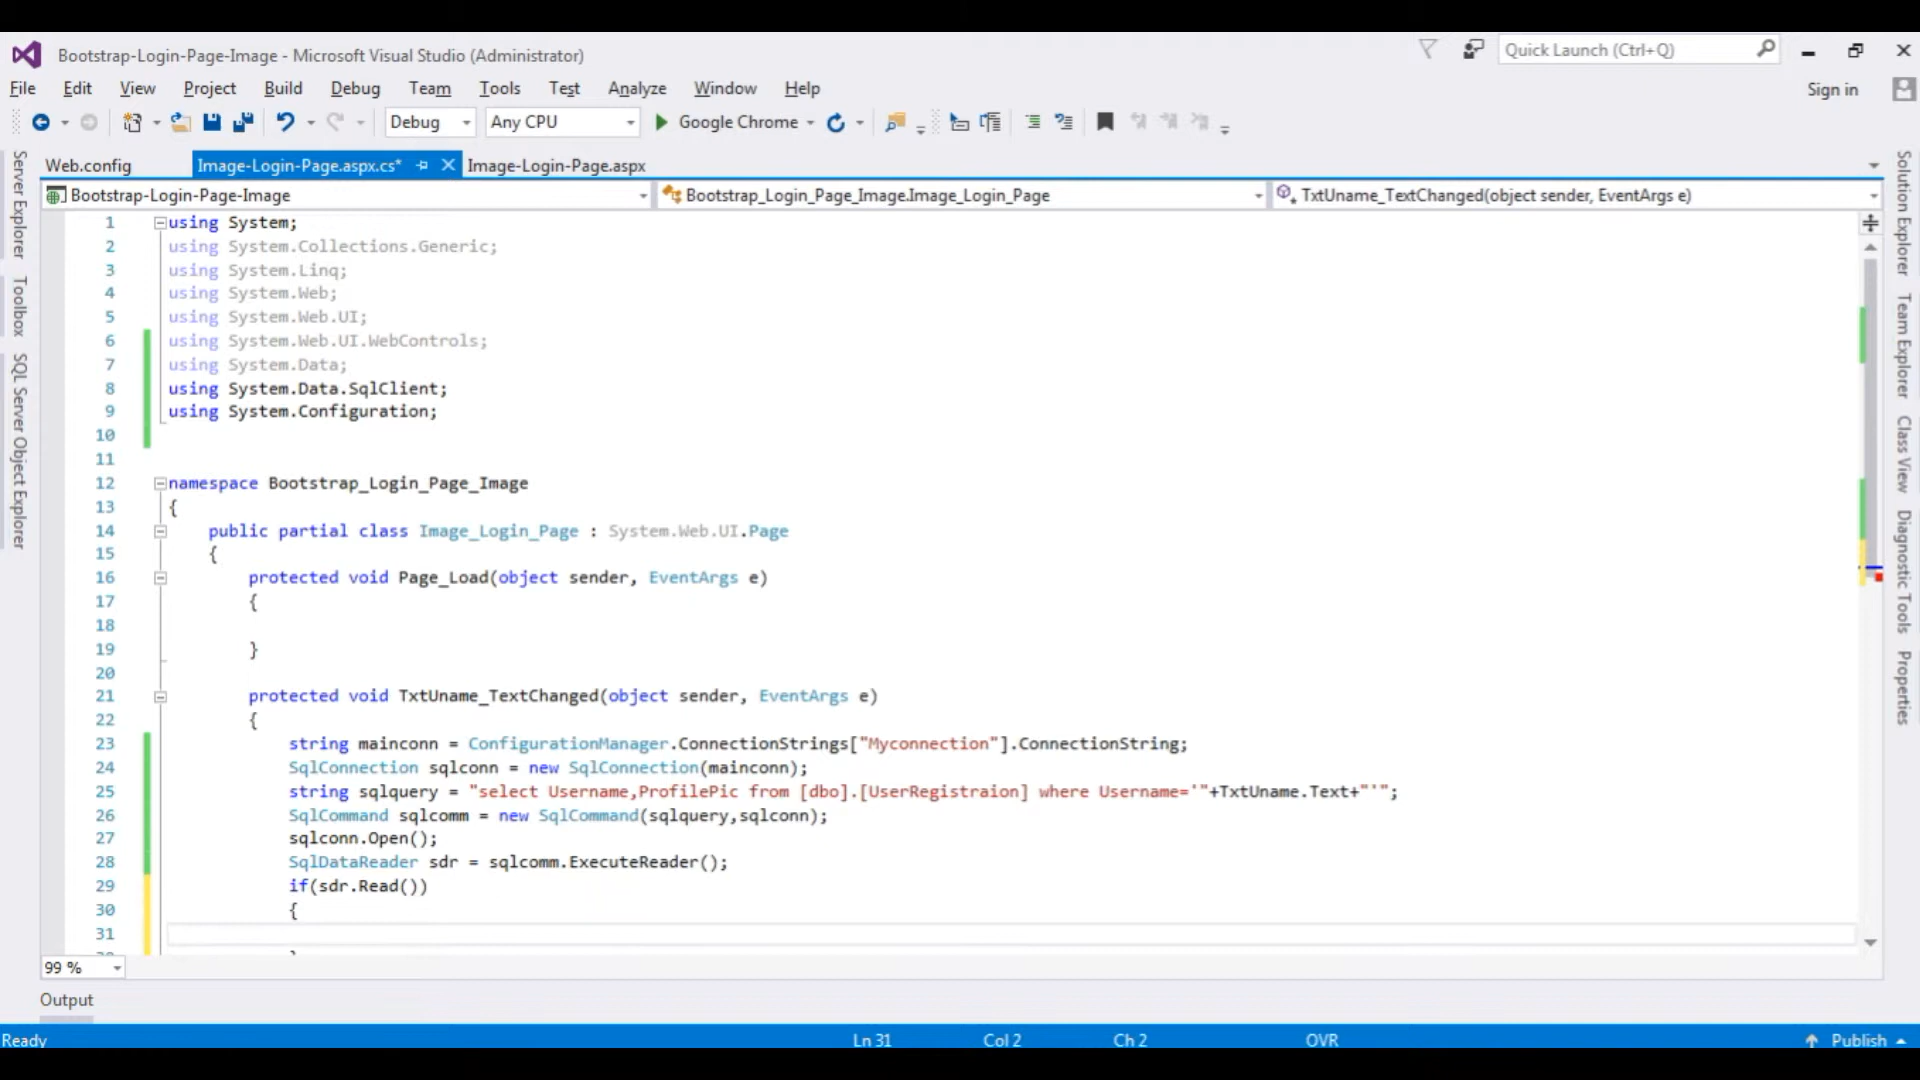 Bootstrap-Login-Page-Image - Microsoft Visual Studio (Administrator)
Quick Launch (Ctrl+Q)
File Edit View Project Build Debug Team Tools Test Analyze Window Help
Sign in
Debug Any CPU Google Chrome
Web.config Image-Login-Page.aspx.cs* Image-Login-Page.aspx
Bootstrap-Login-Page-Image Bootstrap_Login_Page_Image.Image_Login_Page TxtUname_TextChanged(object sender, EventArgs e)
Server Explorer
Toolbox
SQL Server Object Explorer
1 using System;
2 using System.Collections.Generic;
3 using System.Linq;
4 using System.Web;
5 using System.Web.UI;
6 using System.Web.UI.WebControls;
7 using System.Data;
8 using System.Data.SqlClient;
9 using System.Configuration;
10
11
12 namespace Bootstrap_Login_Page_Image
13 {
14 public partial class Image_Login_Page : System.Web.UI.Page
15 {
16 protected void Page_Load(object sender, EventArgs e)
17 {
18
19 }
20
21 protected void TxtUname_TextChanged(object sender, EventArgs e)
22 {
23 string mainconn = ConfigurationManager.ConnectionStrings["Myconnection"].ConnectionString;
24 SqlConnection sqlconn = new SqlConnection(mainconn);
25 string sqlquery = "select Username,ProfilePic from [dbo].[UserRegistraion] where Username='"+TxtUname.Text+"'";
26 SqlCommand sqlcomm = new SqlCommand(sqlquery,sqlconn);
27 sqlconn.Open();
28 SqlDataReader sdr = sqlcomm.ExecuteReader();
29 if(sdr.Read())
30 {
31
Solution Explorer
Team Explorer
Class View
Diagnostic Tools
Properties
99 %
Output
Ready Ln 31 Col 2 Ch 2 OVR Publish